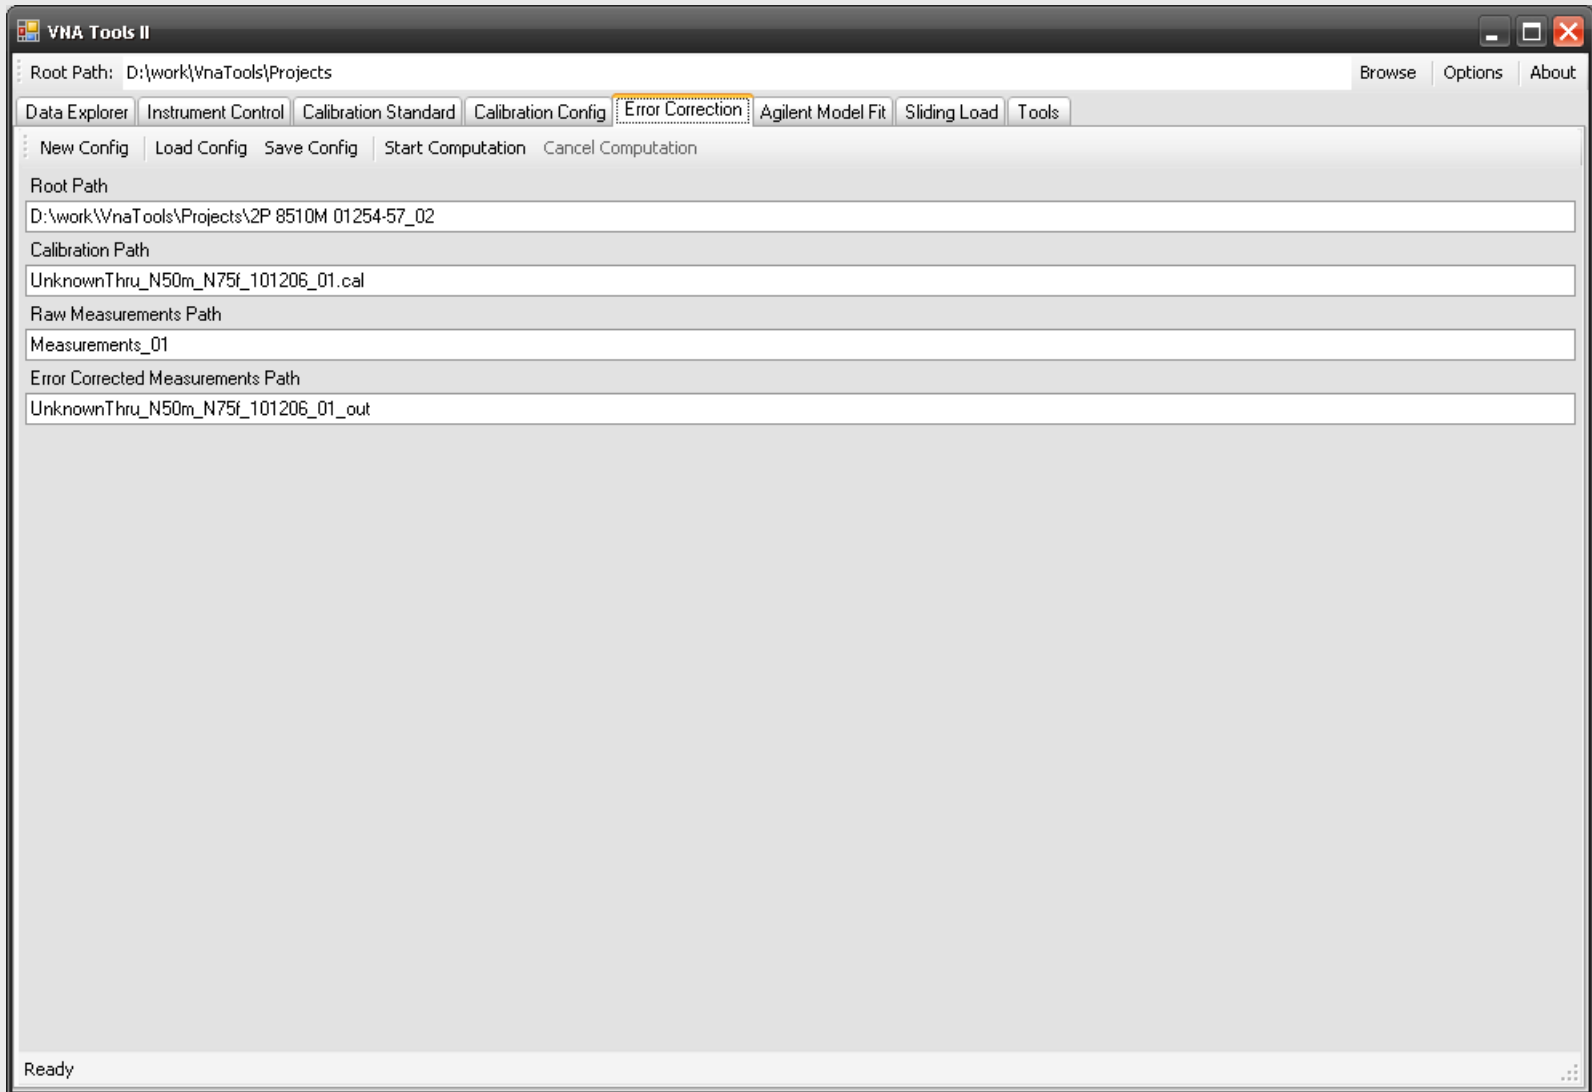 VNA Tools II
Root Path: D:\work\VnaTools\Projects Browse Options About
Data Explorer Instrument Control Calibration Standard Calibration Config Error Correction Agilent Model Fit Sliding Load Tools
New Config Load Config Save Config Start Computation Cancel Computation
Root Path
D:\work\VnaTools\Projects\2P 8510M 01254-57_02
Calibration Path
UnknownThru_N50m_N75f_101206_01.cal
Raw Measurements Path
Measurements_01
Error Corrected Measurements Path
UnknownThru_N50m_N75f_101206_01_out
Ready